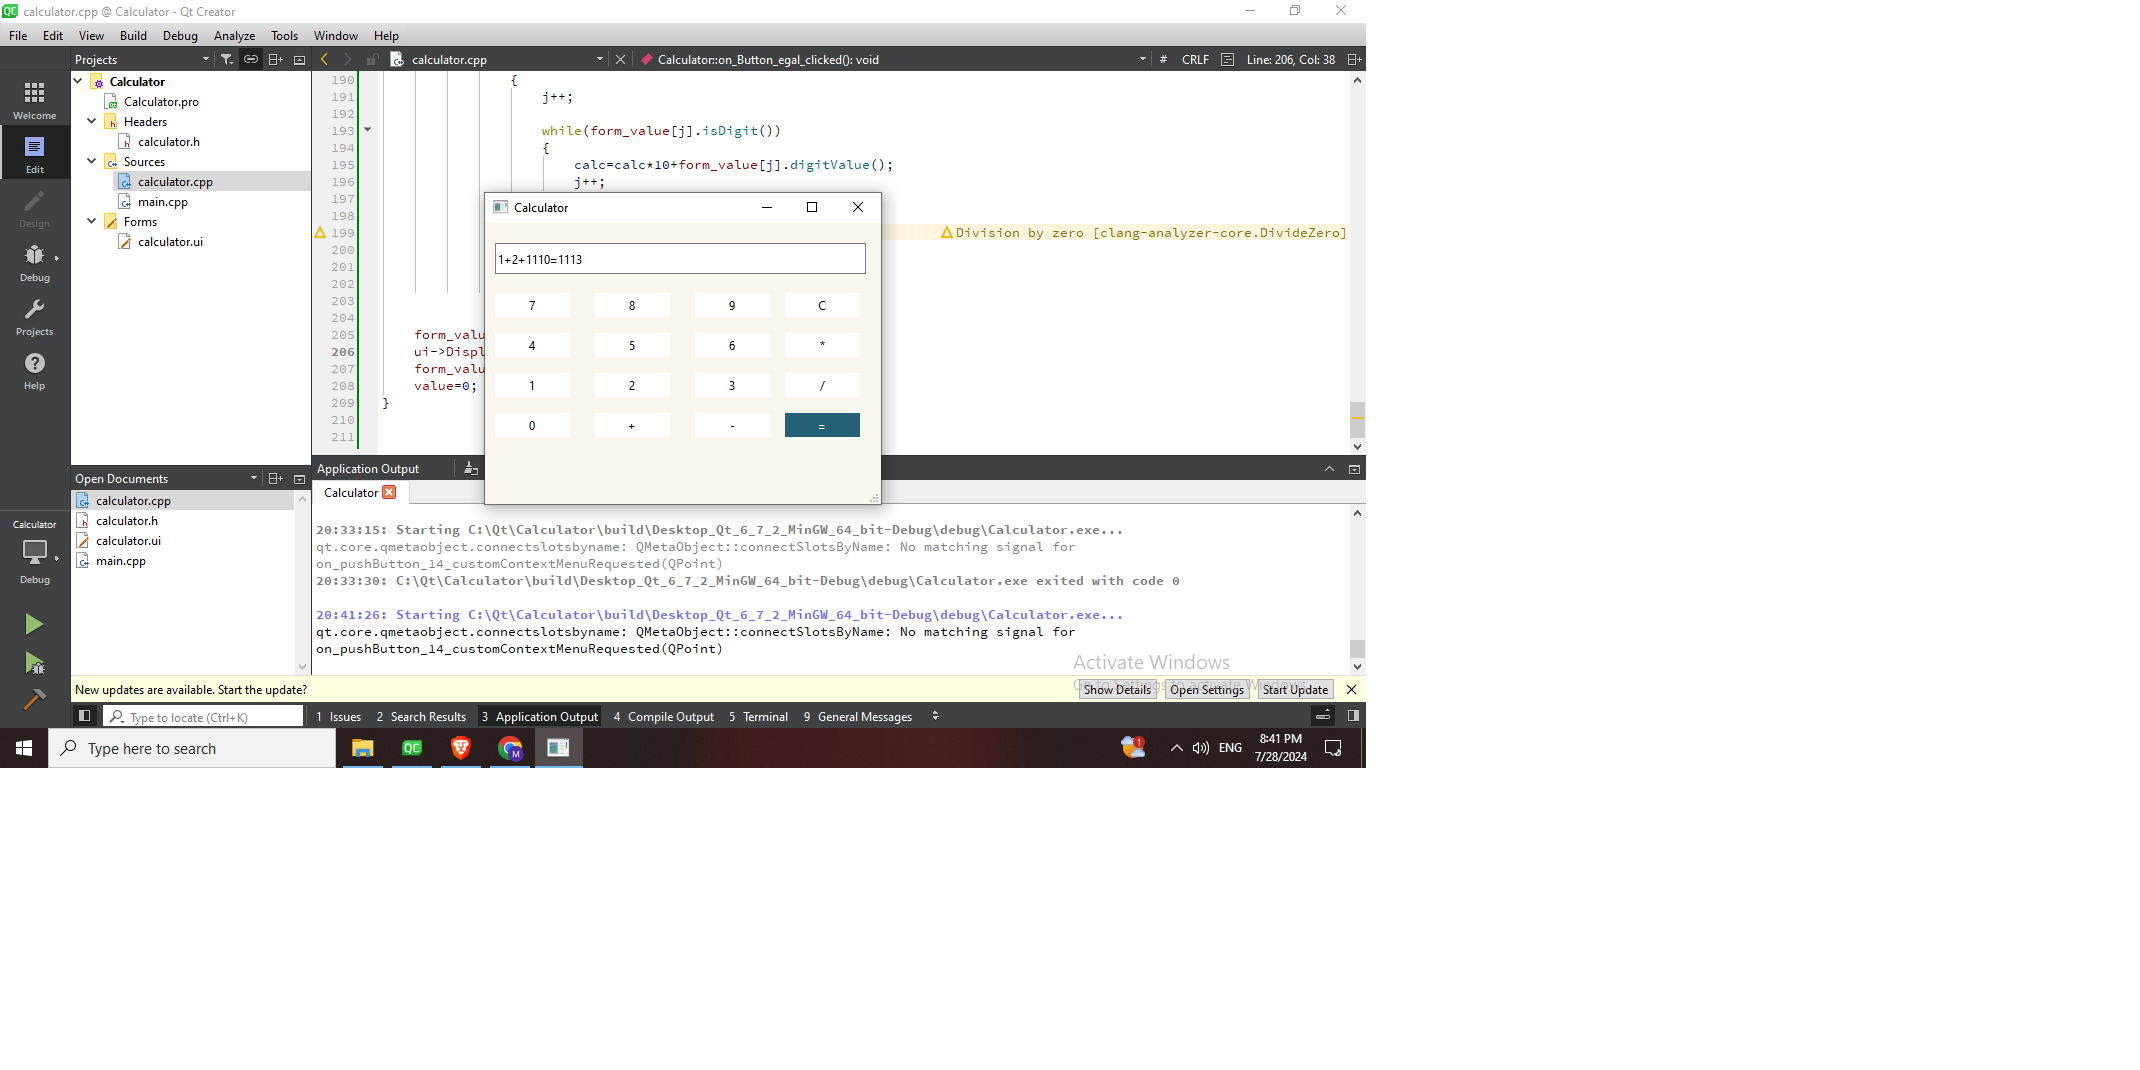 calculator.cpp @ Calculator - Qt Creator
File Edit View Build Debug Analyze Tools Window Help
Projects
calculator.cpp
Calculator::on_Button_egal_clicked(): void
# CRLF Line: 206, Col: 38
Welcome
Edit
Design
Debug
Projects
Help
Calculator
Calculator.pro
Headers
calculator.h
Sources
calculator.cpp
main.cpp
Forms
calculator.ui
190 {
191 j++;
192
193 while(form_value[j].isDigit())
194 {
195 calc=calc*10+form_value[j].digitValue();
196 j++;
197
198
199 Division by zero [clang-analyzer-core.DivideZero]
200
201
202
203
204
205 form_valu
206 ui->Displ
207 form_valu
208 value=0;
209 }
210
211
Calculator
1+2+1110=1113
7 8 9 C
4 5 6 *
1 2 3 /
0 + - =
Open Documents
calculator.cpp
calculator.h
calculator.ui
main.cpp
Calculator
Debug
Application Output
Calculator
20:33:15: Starting C:\Qt\Calculator\build\Desktop_Qt_6_7_2_MinGW_64_bit-Debug\debug\Calculator.exe...
qt.core.qmetaobject.connectslotsbyname: QMetaObject::connectSlotsByName: No matching signal for
on_pushButton_14_customContextMenuRequested(QPoint)
20:33:30: C:\Qt\Calculator\build\Desktop_Qt_6_7_2_MinGW_64_bit-Debug\debug\Calculator.exe exited with code 0
20:41:26: Starting C:\Qt\Calculator\build\Desktop_Qt_6_7_2_MinGW_64_bit-Debug\debug\Calculator.exe...
qt.core.qmetaobject.connectslotsbyname: QMetaObject::connectSlotsByName: No matching signal for
on_pushButton_14_customContextMenuRequested(QPoint)
Activate Windows
Go to Settings to activate Windows.
New updates are available. Start the update?
Show Details Open Settings Start Update
Type to locate (Ctrl+K)
1 Issues 2 Search Results 3 Application Output 4 Compile Output 5 Terminal 9 General Messages
Type here to search
QC
M
1
ENG
8:41 PM
7/28/2024